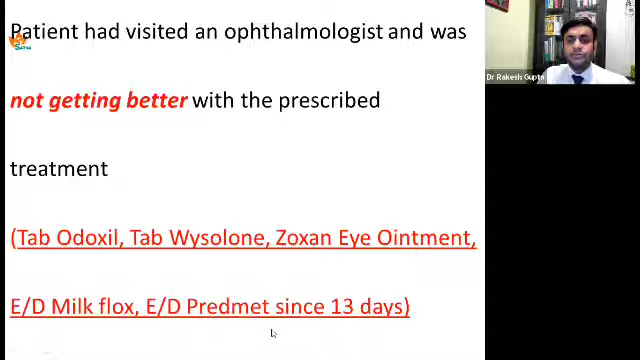 Patient had visited an ophthalmologist and was
not getting better with the prescribed
treatment
(Tab Odoxil, Tab Wysolone, Zoxan Eye Ointment,
E/D Milk flox, E/D Predmet since 13 days)
Dr Rakesh Gupta